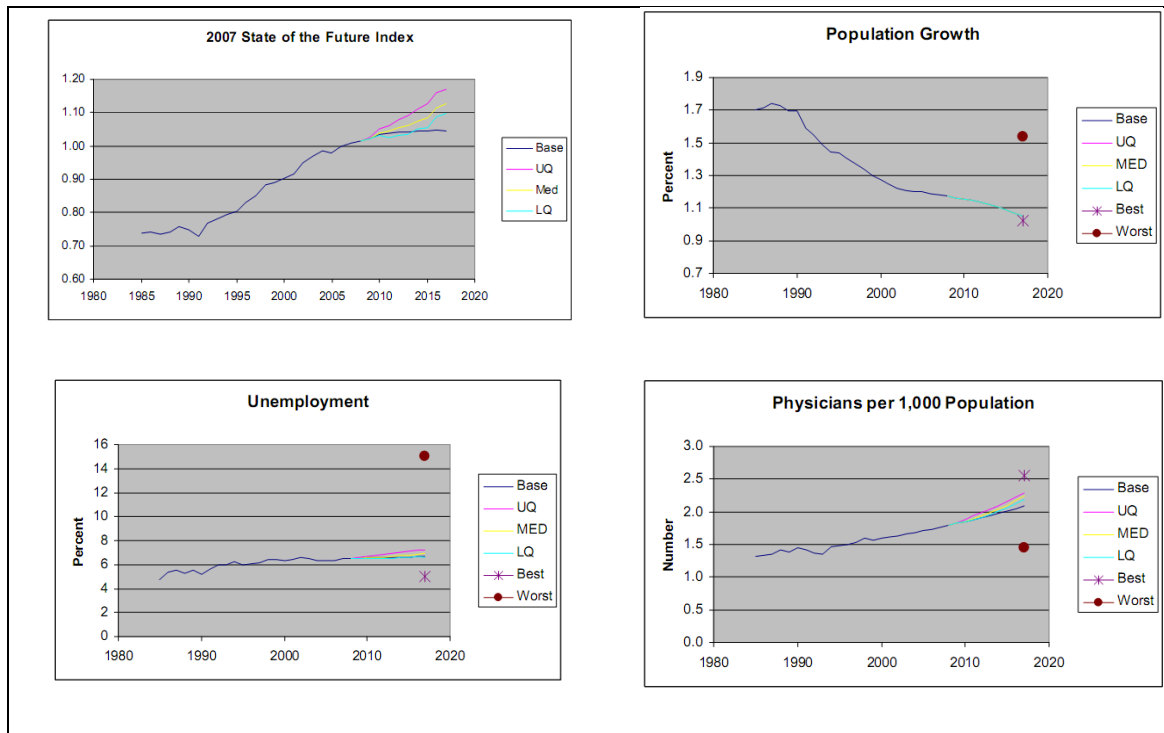 2007 State of the Future Index
1.20
1.10
1.00
0.90
0.80
0.70
0.60
1980 1985 1990 1995 2000 2005 2010 2015 2020
Base
UQ
Med
LQ
Population Growth
Percent
1.9
1.7
1.5
1.3
1.1
0.9
0.7
1980 1990 2000 2010 2020
Base
UQ
MED
LQ
Best
Worst
Unemployment
Percent
16
14
12
10
8
6
4
2
0
1980 1990 2000 2010 2020
Base
UQ
MED
LQ
Best
Worst
Physicians per 1,000 Population
Number
3.0
2.5
2.0
1.5
1.0
0.5
0.0
1980 1990 2000 2010 2020
Base
UQ
MED
LQ
Best
Worst